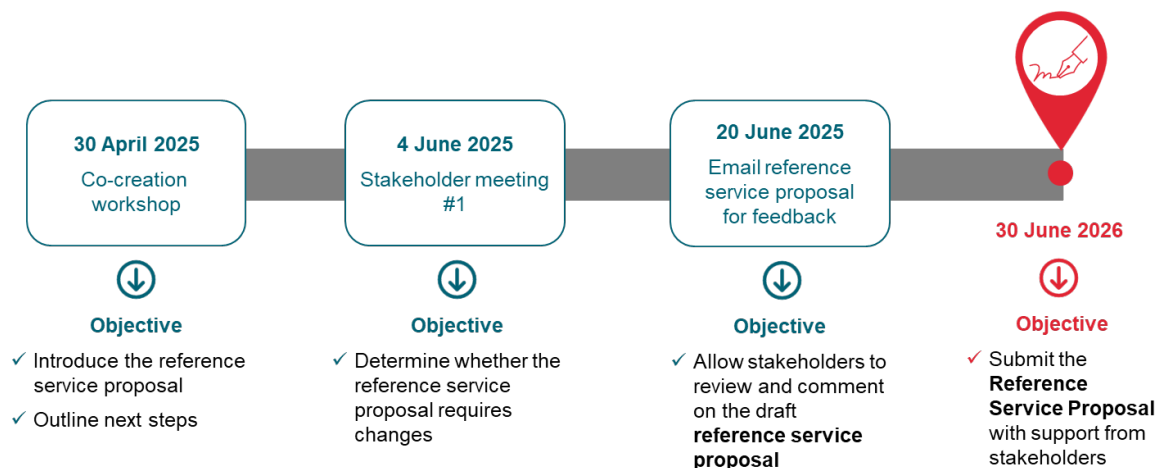 30 April 2025
Co-creation
workshop
4 June 2025
Stakeholder meeting
#1
20 June 2025
Email reference
service proposal
for feedback
30 June 2026
Objective
✓ Introduce the reference
service proposal
✓ Outline next steps
Objective
✓ Determine whether the
reference service
proposal requires
changes
Objective
✓ Allow stakeholders to
review and comment
on the draft
reference service
proposal
Objective
✓ Submit the
Reference
Service Proposal
with support from
stakeholders